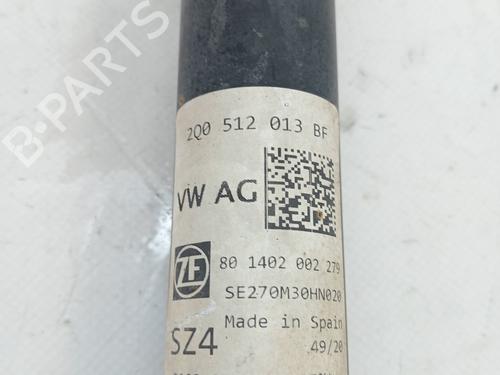 2Q0 512 013 BF
VW AG
ZF
80 1402 002 279
SE270M30HN020
Made in Spain
SZ4
49/20
B-PARTS